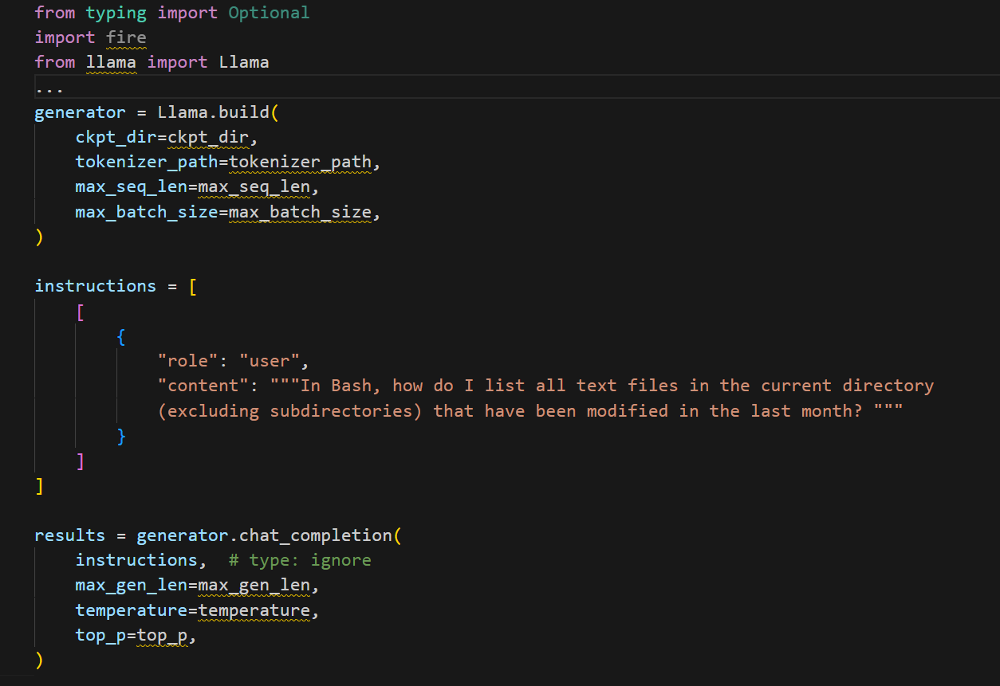 from typing import Optional
import fire
from llama import Llama
...
generator = Llama.build(
    ckpt_dir=ckpt_dir,
    tokenizer_path=tokenizer_path,
    max_seq_len=max_seq_len,
    max_batch_size=max_batch_size,
)

instructions = [
    [
        {
            "role": "user",
            "content": """In Bash, how do I list all text files in the current directory
            (excluding subdirectories) that have been modified in the last month? """
        }
    ]
]

results = generator.chat_completion(
    instructions,  # type: ignore
    max_gen_len=max_gen_len,
    temperature=temperature,
    top_p=top_p,
)